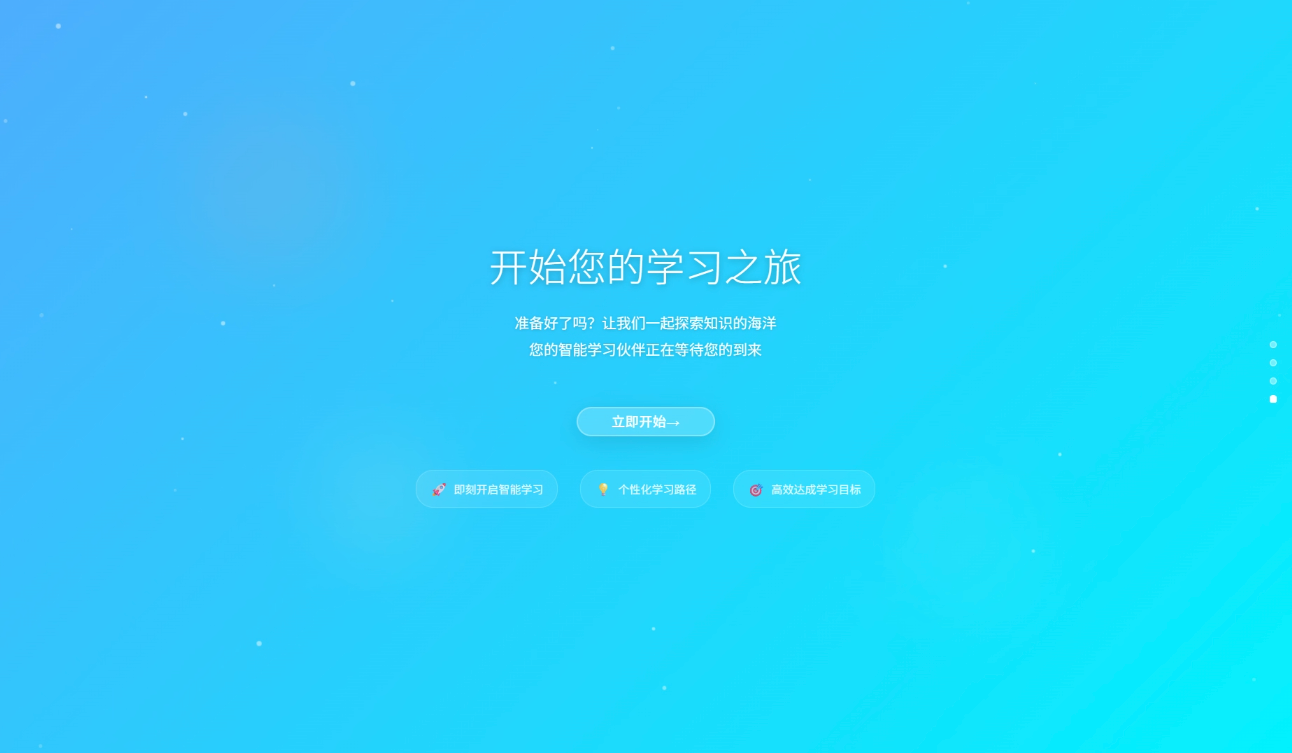 开始您的学习之旅
准备好了吗？让我们一起探索知识的海洋
您的智能学习伙伴正在等待您的到来
立即开始→
🚀 即刻开启智能学习
💡 个性化学习路径
🎯 高效达成学习目标